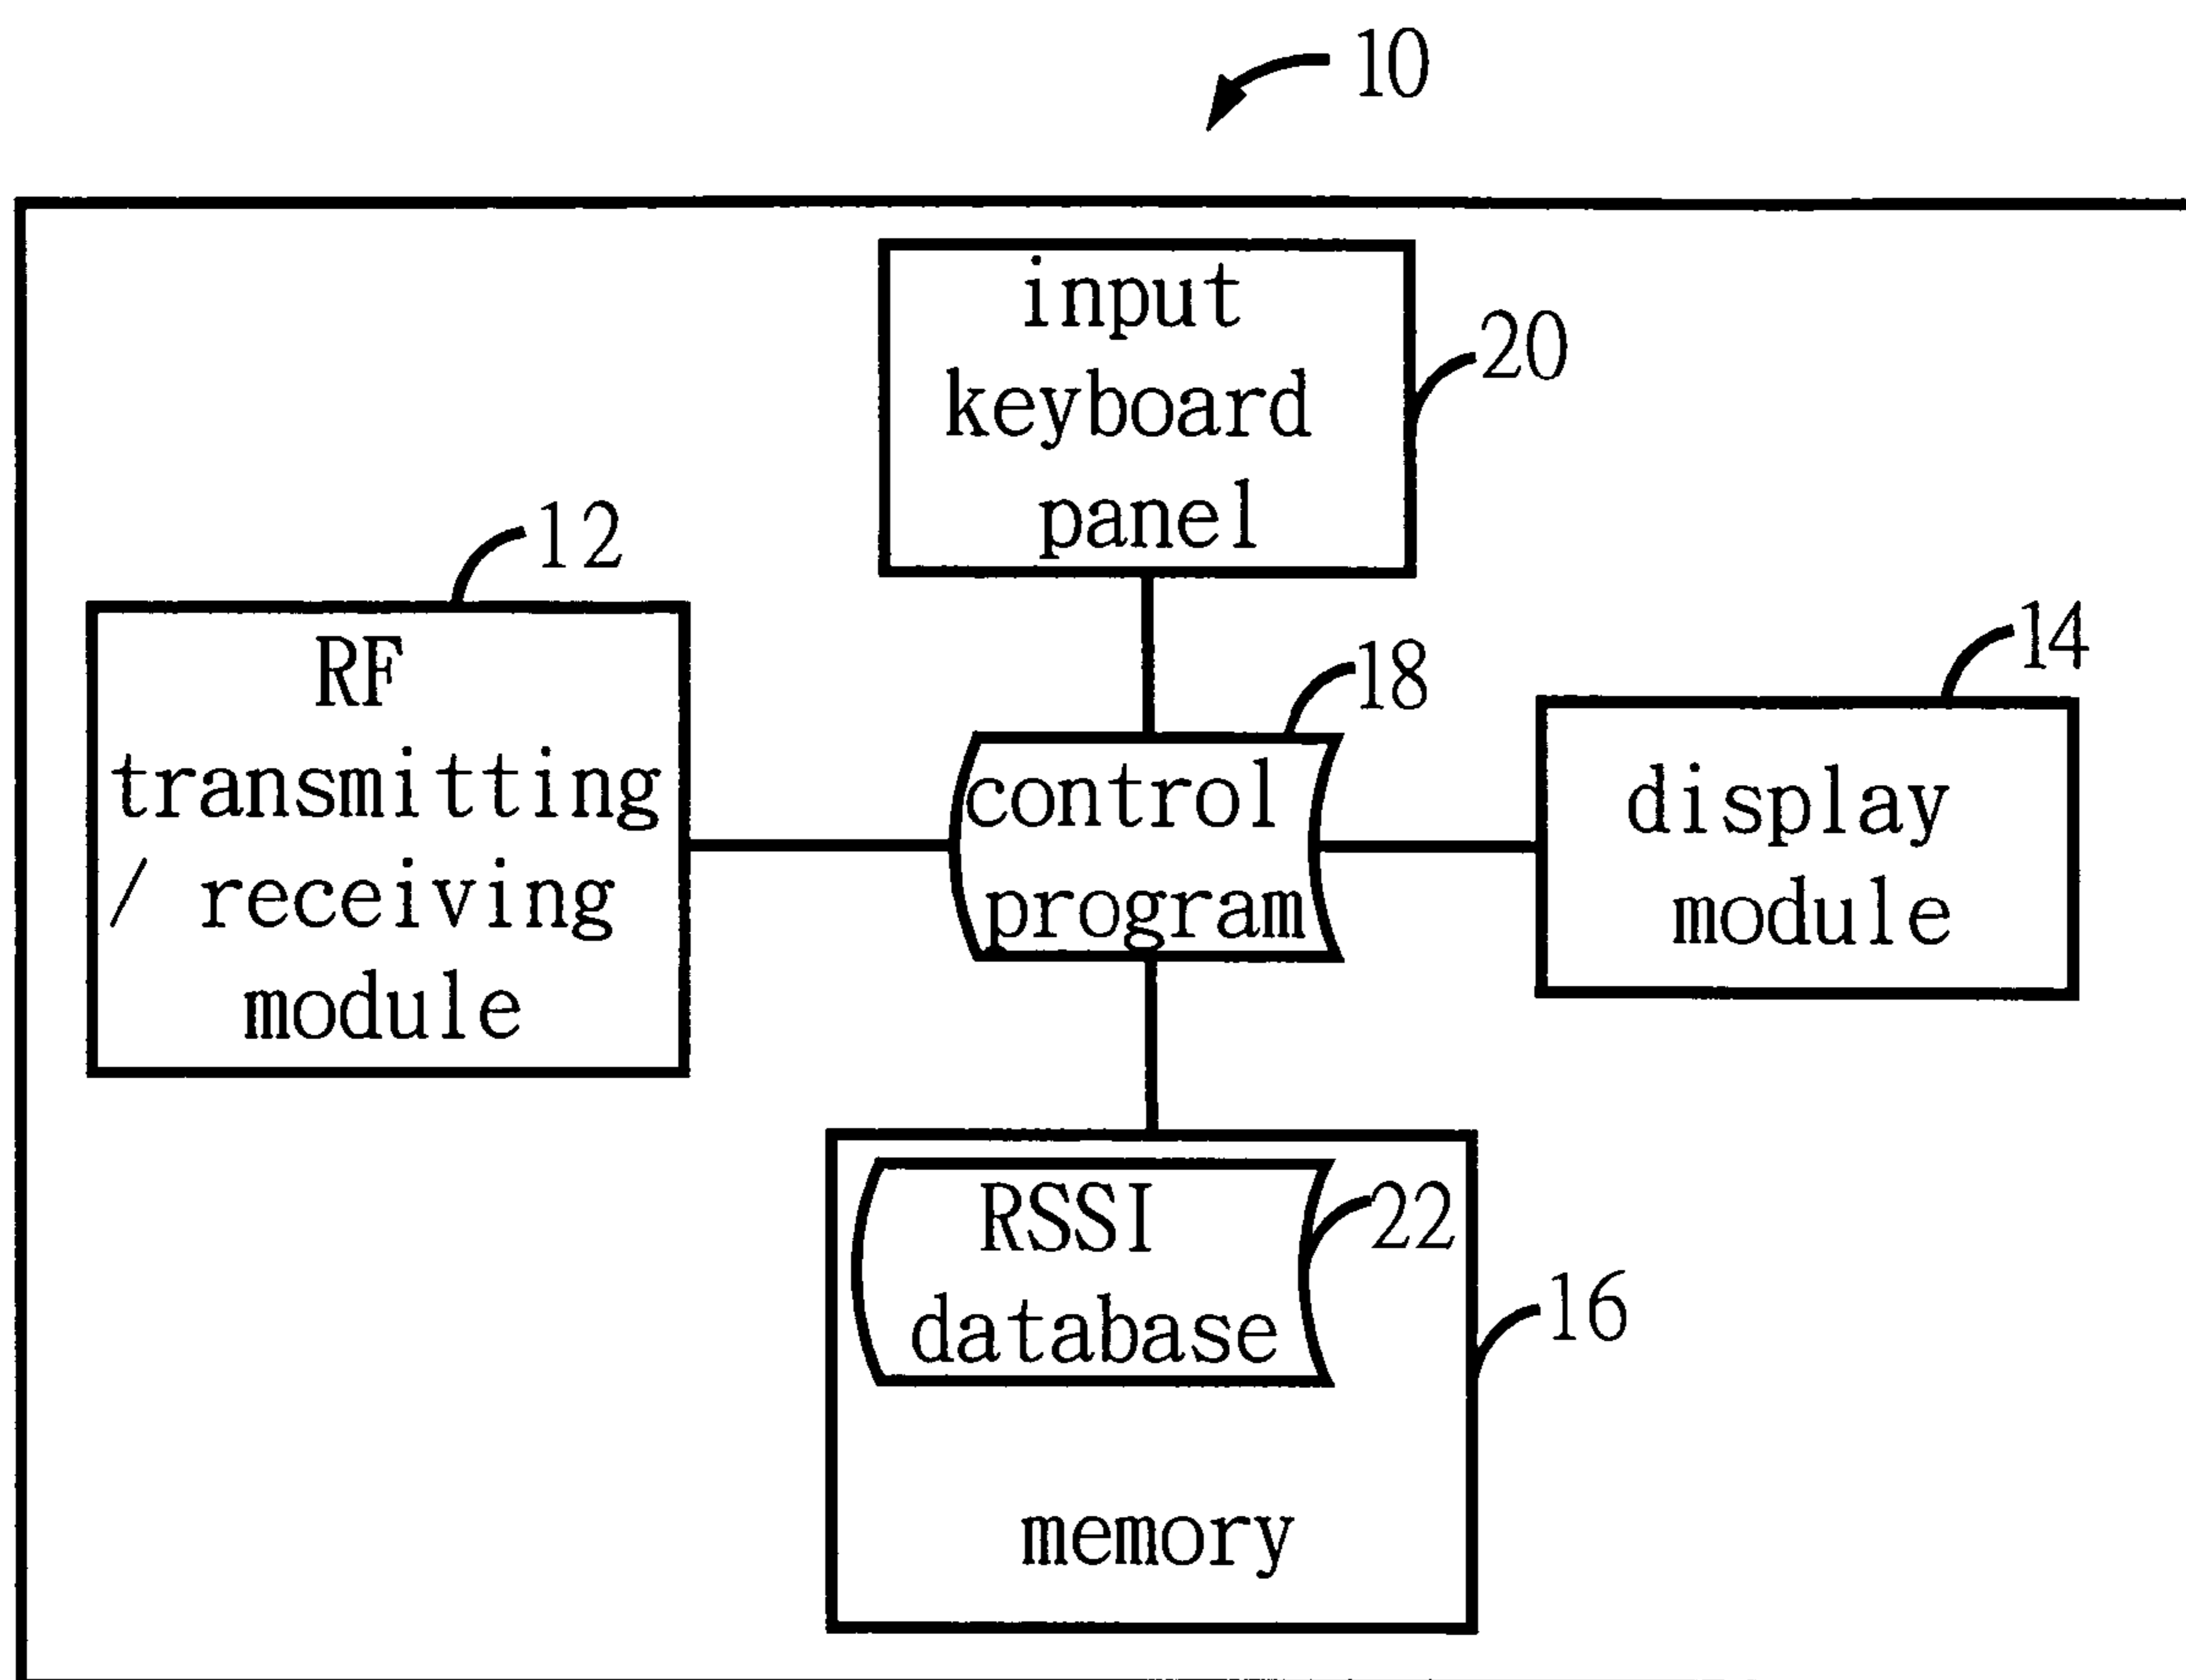 10
input
keyboard
panel
20
12
RF
transmitting
/ receiving
module
18
control
program
14
display
module
RSSI
database
22
16
memory